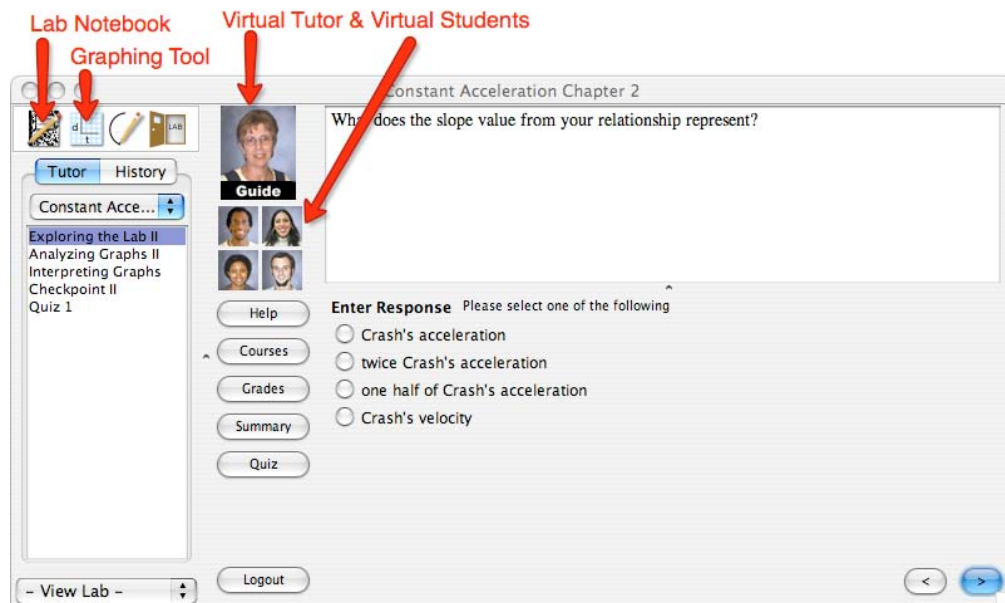 Lab Notebook
Virtual Tutor & Virtual Students
Graphing Tool
Constant Acceleration Chapter 2
d
t
LAB
What does the slope value from your relationship represent?
Tutor
History
Guide
Constant Acce...
Exploring the Lab II
Analyzing Graphs II
Interpreting Graphs
Checkpoint II
Quiz 1
Help
Courses
Grades
Summary
Quiz
Enter Response Please select one of the following
Crash's acceleration
twice Crash's acceleration
one half of Crash's acceleration
Crash's velocity
– View Lab –
Logout
<
>